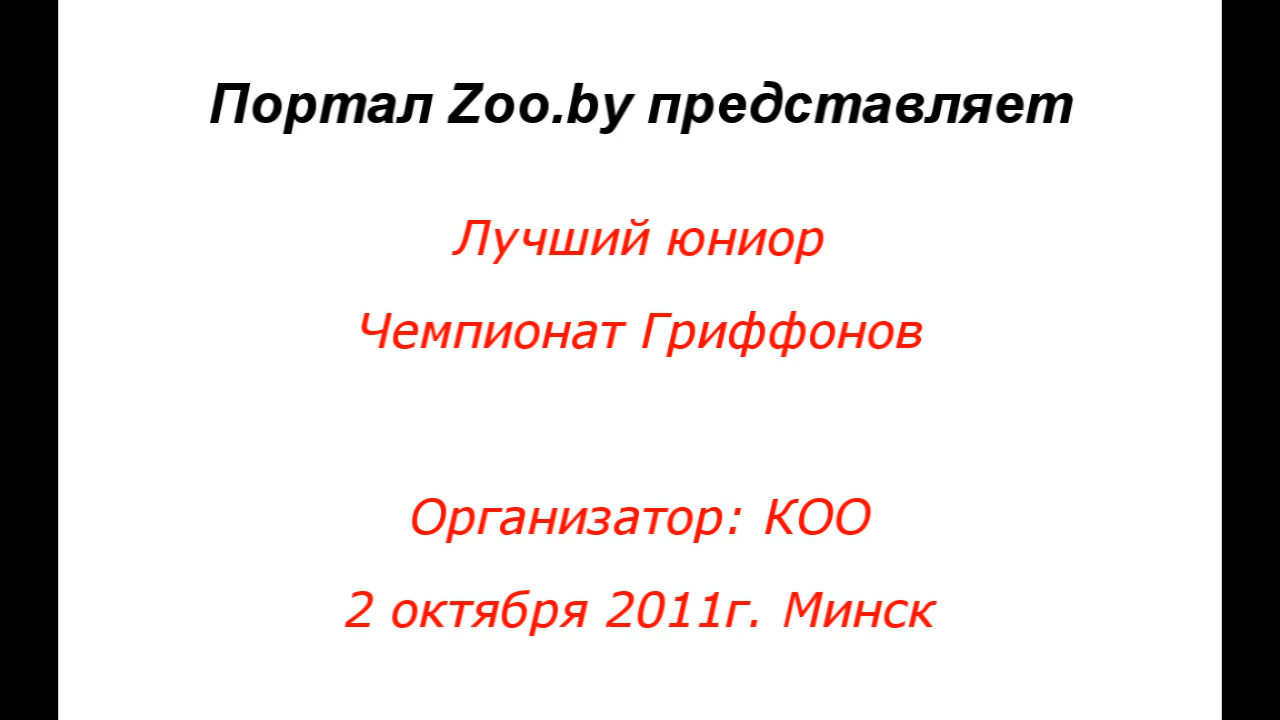 Портал Zoo.by представляет
Лучший юниор
Чемпионат Гриффонов
Организатор: КОО
2 октября 2011г. Минск